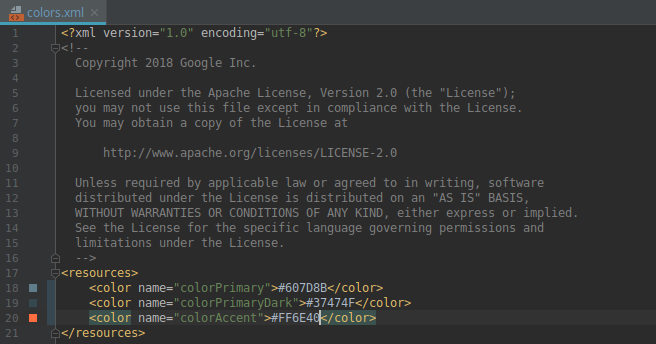 colors.xml
1 <?xml version="1.0" encoding="utf-8"?>
2 <!--
3 Copyright 2018 Google Inc.
4
5 Licensed under the Apache License, Version 2.0 (the "License");
6 you may not use this file except in compliance with the License.
7 You may obtain a copy of the License at
8
9 http://www.apache.org/licenses/LICENSE-2.0
10
11 Unless required by applicable law or agreed to in writing, software
12 distributed under the License is distributed on an "AS IS" BASIS,
13 WITHOUT WARRANTIES OR CONDITIONS OF ANY KIND, either express or implied.
14 See the License for the specific language governing permissions and
15 limitations under the License.
16 -->
17 <resources>
18 <color name="colorPrimary">#607D8B</color>
19 <color name="colorPrimaryDark">#37474F</color>
20 <color name="colorAccent">#FF6E40</color>
21 </resources>